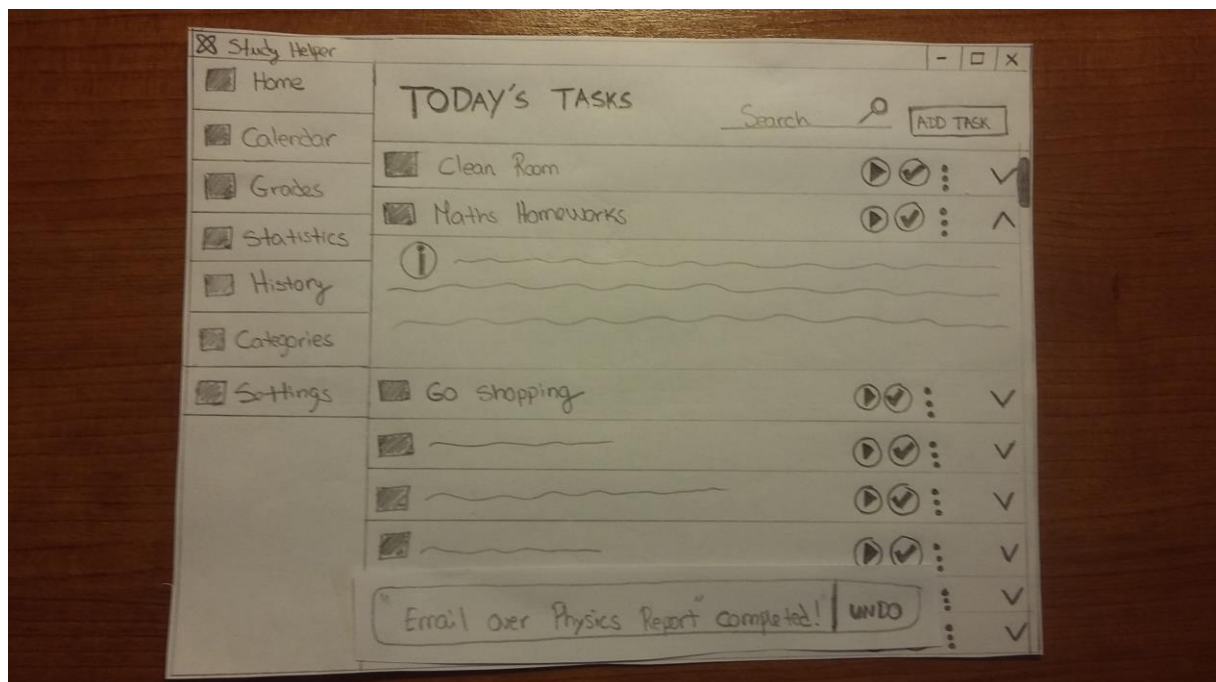 Study Helper
Home
Calendar
Grades
Statistics
History
Categories
Settings
TODAY'S TASKS
Search
ADD TASK
Clean Room
Maths Homeworks
i
Go shopping
"Email over Physics Report" completed!
UNDO